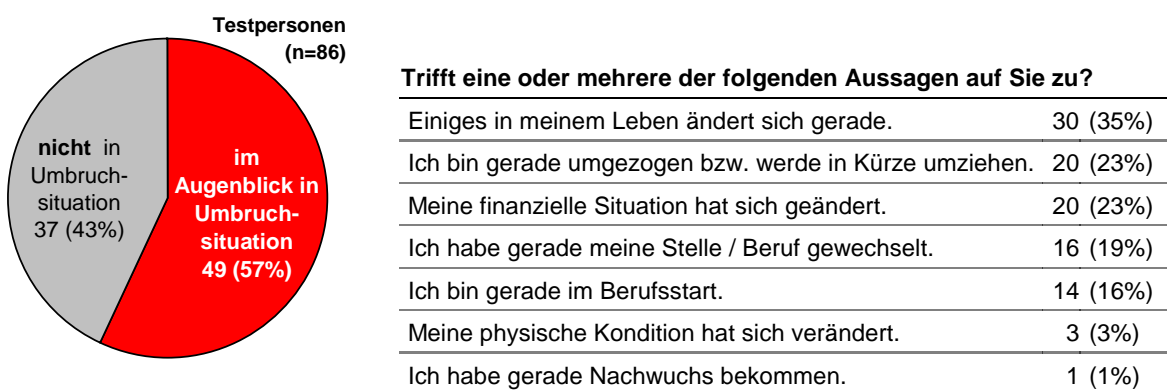 Testpersonen
(n=86)
nicht in
Umbruch-
situation
37 (43%)
im
Augenblick in
Umbruch-
situation
49 (57%)
Trifft eine oder mehrere der folgenden Aussagen auf Sie zu?
Einiges in meinem Leben ändert sich gerade. 30 (35%)
Ich bin gerade umgezogen bzw. werde in Kürze umziehen. 20 (23%)
Meine finanzielle Situation hat sich geändert. 20 (23%)
Ich habe gerade meine Stelle / Beruf gewechselt. 16 (19%)
Ich bin gerade im Berufsstart. 14 (16%)
Meine physische Kondition hat sich verändert. 3 (3%)
Ich habe gerade Nachwuchs bekommen. 1 (1%)